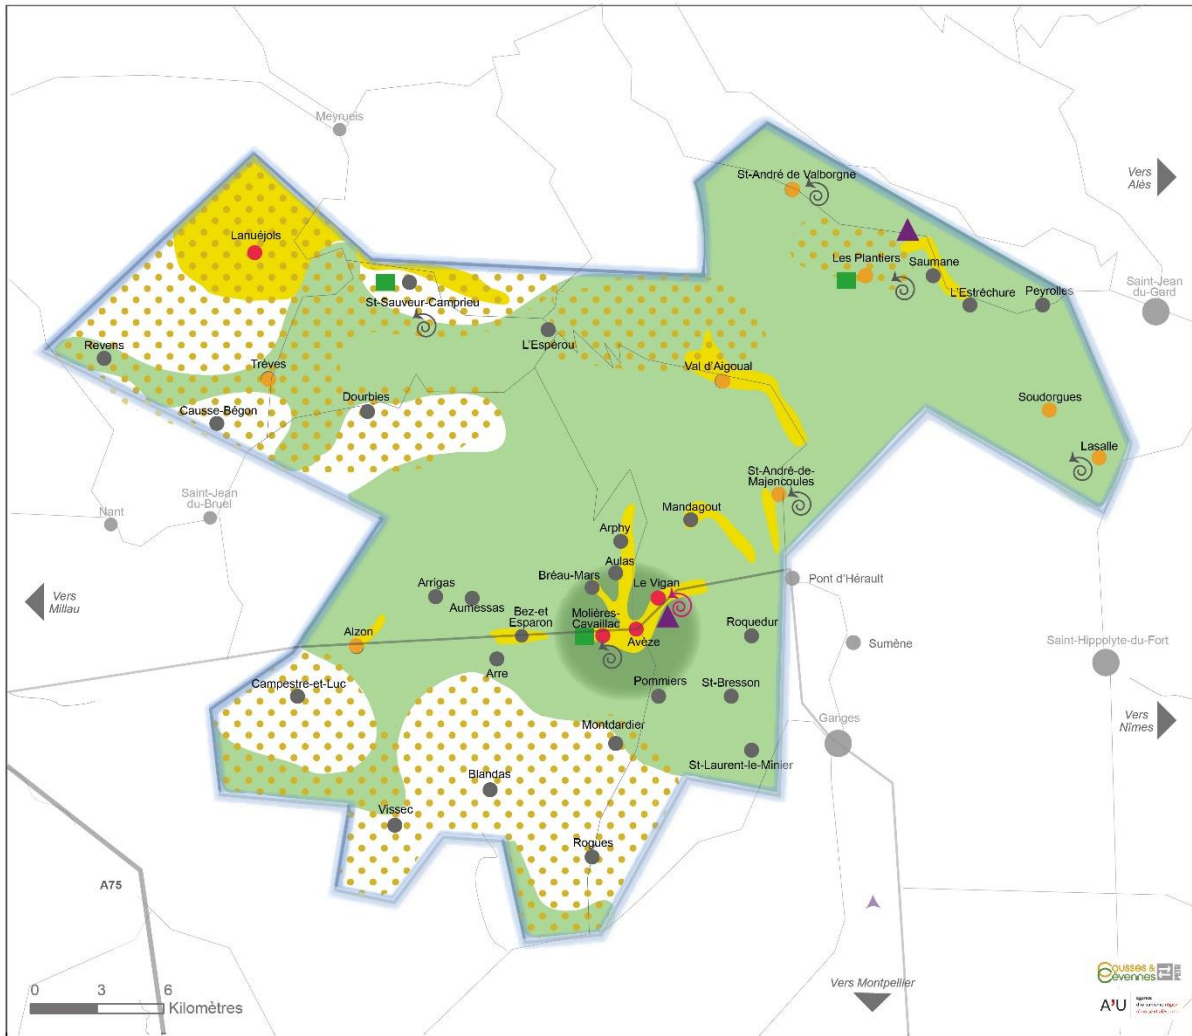 Meyrueis
St-André de Valborgne
Vers
Alès
Lanuéjols
Les Plantiers
Saumane
St-Sauveur-Camprieu
L'Estréchure
Peyrolles
Saint-Jean
du-Gard
L'Espérou
Revens
Trèves
Val d'Aigoual
Dourbies
Causse-Bégon
Soudorgues
Lasalle
St-André-de-
Majencoules
Saint-Jean
du-Bruel
Nant
Mandagout
Arphy
Aulas
Bréau-Mars
Le Vigan
Pont d'Hérault
Vers
Millau
Arrigas
Aumessas
Bez-et
Esparon
Molières-
Cavaillac
Avèze
Roquedur
Alzon
Sumène
Saint-Hippolyte-du-Fort
Arre
Campestre-et-Luc
Pommiers
St-Bresson
Montdardier
Ganges
Vers
Nîmes
St-Laurent-le-Minier
Blandas
Vissec
Rogues
A75
0 3 6
Kilomètres
Vers Montpellier
Causses &
Cévennes
PETR
A'U